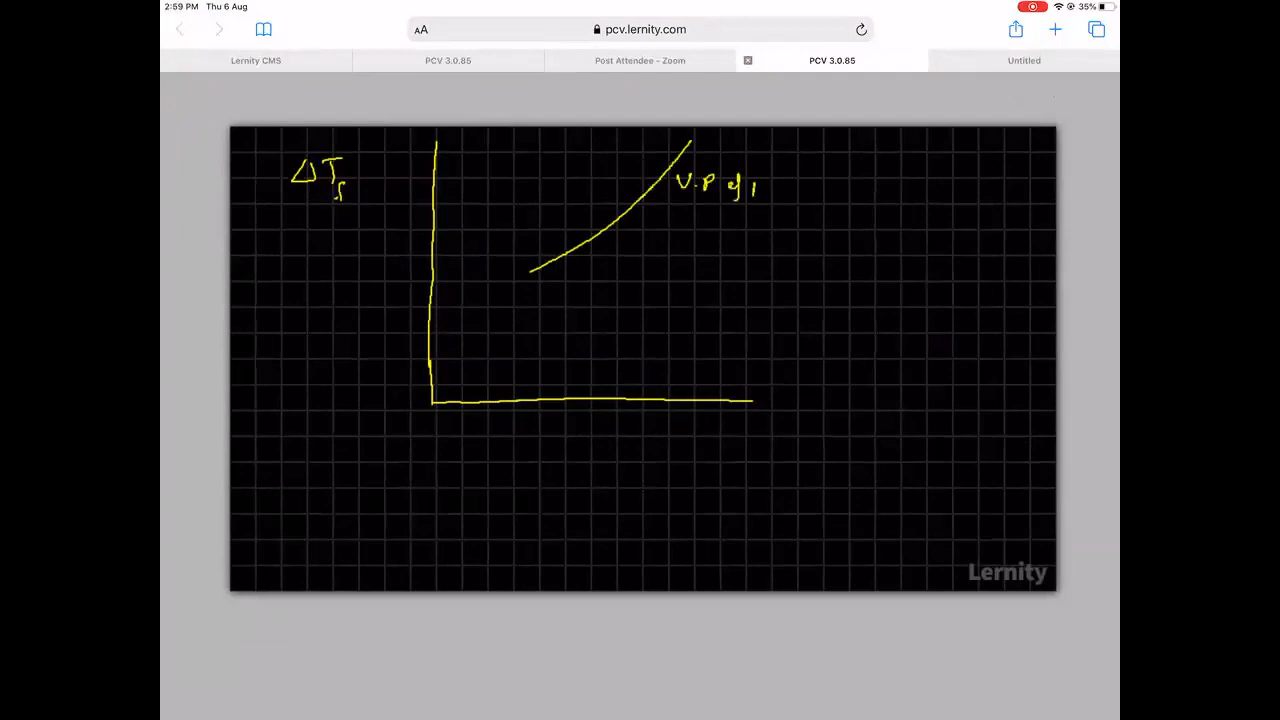 2:59 PM Thu 6 Aug
35%
AA
pcv.lernity.com
Lernity CMS
PCV 3.0.85
Post Attendee - Zoom
PCV 3.0.85
Untitled
ΔT
V.P of
Lernity